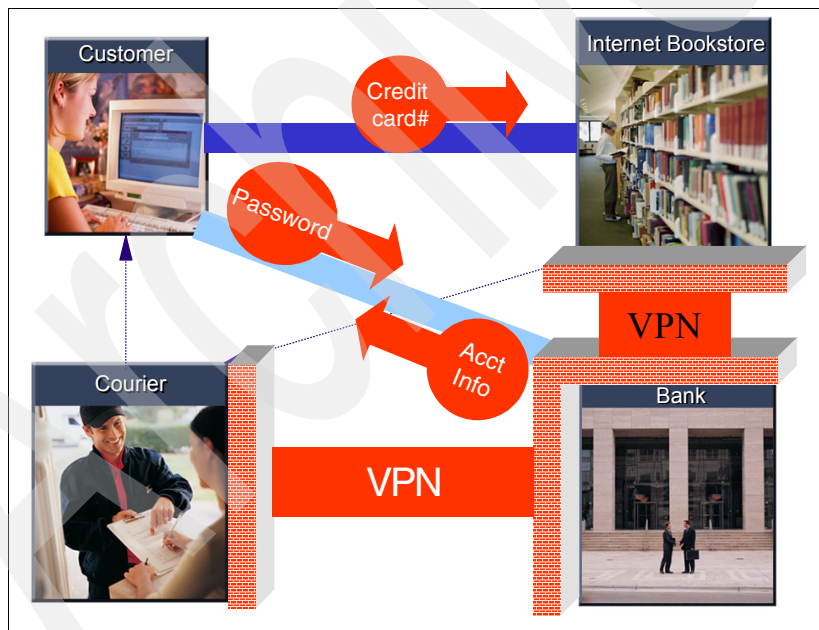 Customer
Internet Bookstore
Credit
card#
Password
VPN
Acct
Info
Courier
Bank
VPN